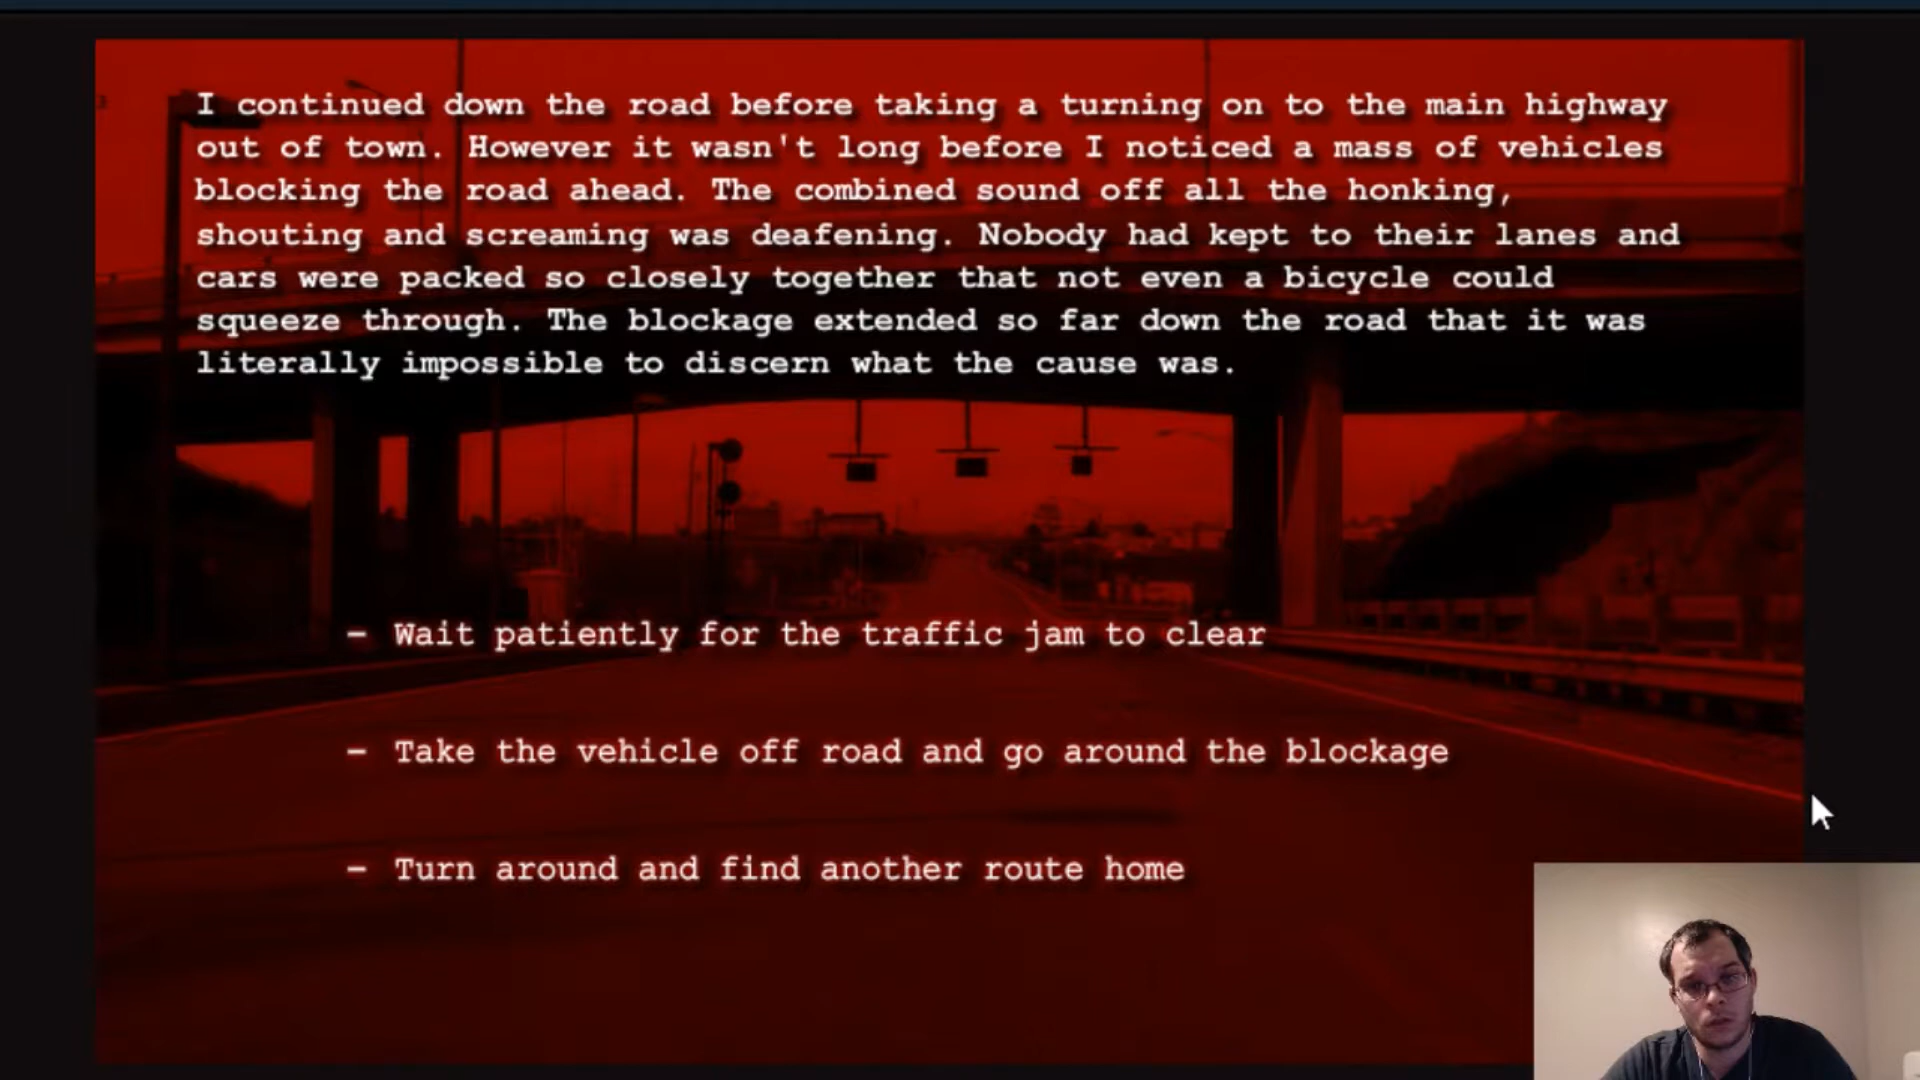 I continued down the road before taking a turning on to the main highway
out of town. However it wasn't long before I noticed a mass of vehicles
blocking the road ahead. The combined sound off all the honking,
shouting and screaming was deafening. Nobody had kept to their lanes and
cars were packed so closely together that not even a bicycle could
squeeze through. The blockage extended so far down the road that it was
literally impossible to discern what the cause was.
- Wait patiently for the traffic jam to clear
- Take the vehicle off road and go around the blockage
- Turn around and find another route home